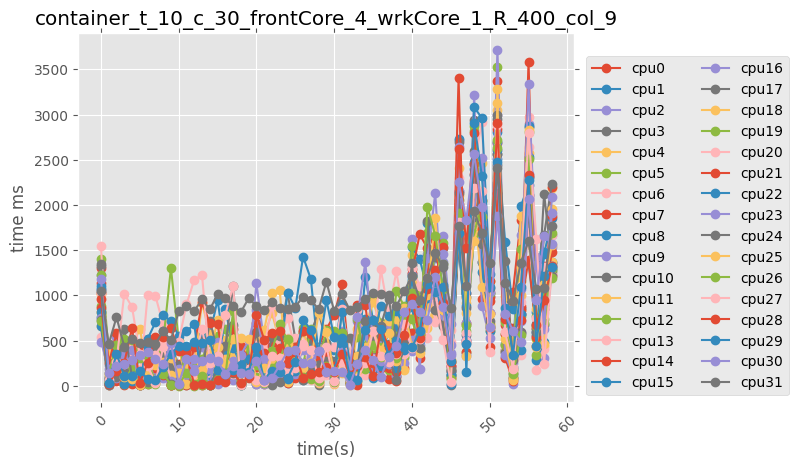 container_t_10_c_30_frontCore_4_wrkCore_1_R_400_col_9
time ms
3500
3000
2500
2000
1500
1000
500
0
0
10
20
30
40
50
60
time(s)
cpu0
cpu1
cpu2
cpu3
cpu4
cpu5
cpu6
cpu7
cpu8
cpu9
cpu10
cpu11
cpu12
cpu13
cpu14
cpu15
cpu16
cpu17
cpu18
cpu19
cpu20
cpu21
cpu22
cpu23
cpu24
cpu25
cpu26
cpu27
cpu28
cpu29
cpu30
cpu31